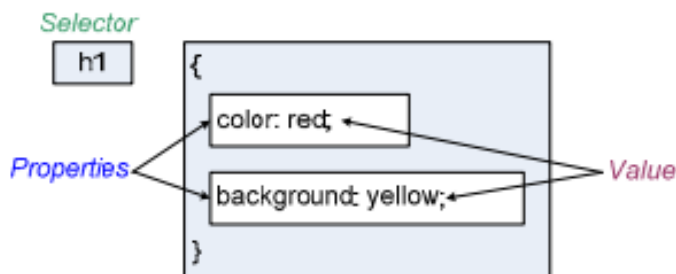 Selector
h1
{
color: red;
Properties
Value
background: yellow;
}